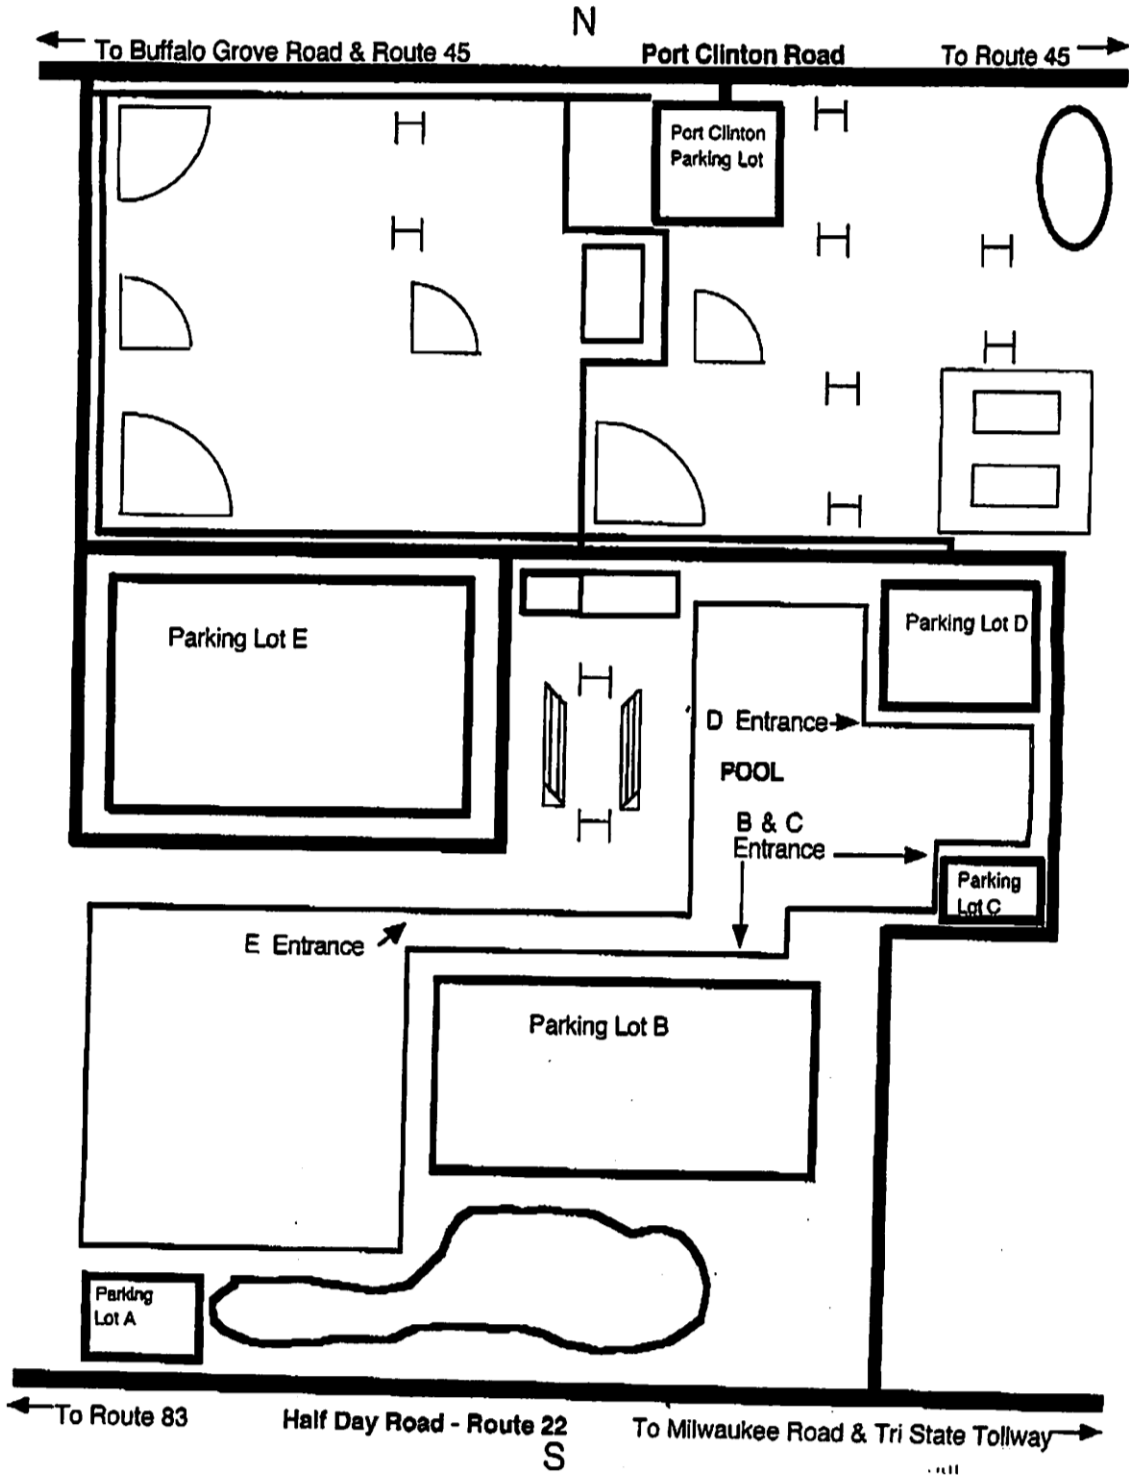 N
To Buffalo Grove Road & Route 45
Port Clinton Road
To Route 45
Port Clinton
Parking Lot
Parking Lot E
Parking Lot D
D Entrance
POOL
B & C
Entrance
Parking
Lot C
E Entrance
Parking Lot B
Parking
Lot A
To Route 83
Half Day Road - Route 22
To Milwaukee Road & Tri State Tollway
S